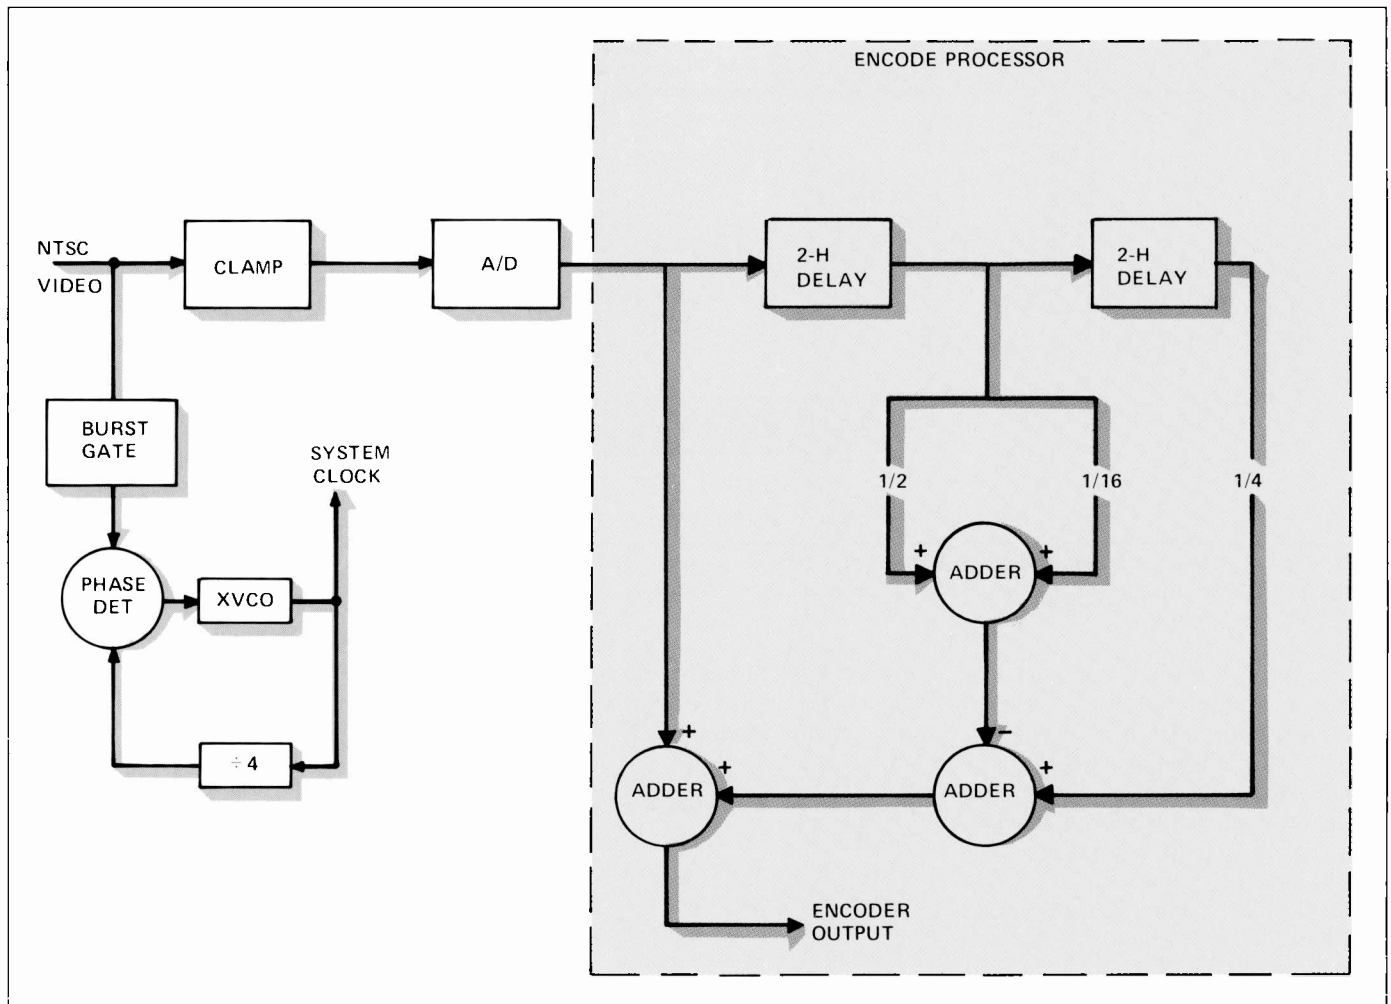 ENCODE PROCESSOR
NTSC
VIDEO
CLAMP
A/D
2-H
DELAY
2-H
DELAY
BURST
GATE
SYSTEM
CLOCK
1/2
1/16
1/4
+
+
ADDER
PHASE
DET
XVCO
+
-
+
+
ADDER
ADDER
÷4
ENCODER
OUTPUT